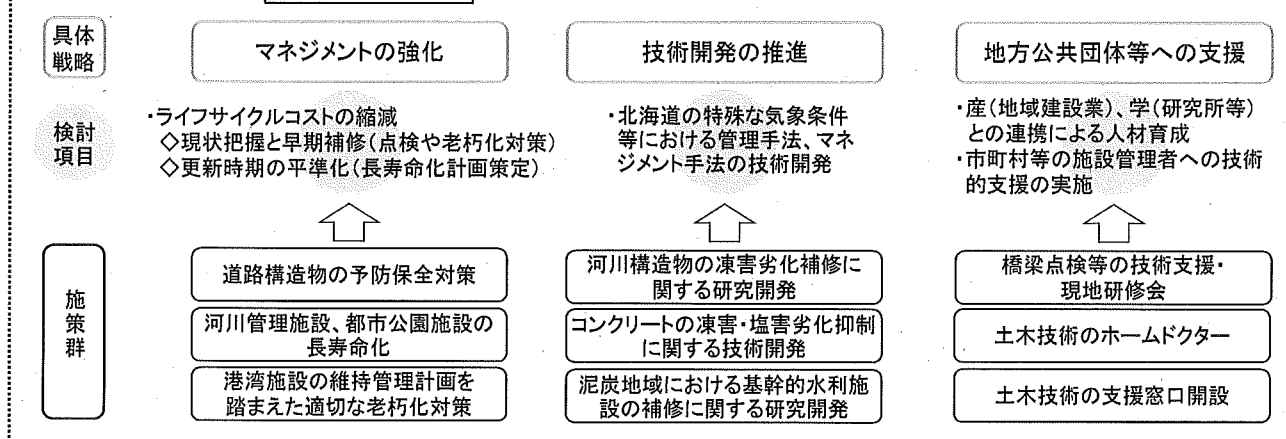 具体
戦略
マネジメントの強化
技術開発の推進
地方公共団体等への支援
検討
項目
・ライフサイクルコストの縮減
◇現状把握と早期補修(点検や老朽化対策)
◇更新時期の平準化(長寿命化計画策定)
・北海道の特殊な気象条件
等における管理手法、マネ
ジメント手法の技術開発
・産(地域建設業)、学(研究所等)
との連携による人材育成
・市町村等の施設管理者への技術
的支援の実施
施
策
群
道路構造物の予防保全対策
河川管理施設、都市公園施設の
長寿命化
港湾施設の維持管理計画を
踏まえた適切な老朽化対策
河川構造物の凍害劣化補修に
関する研究開発
コンクリートの凍害・塩害劣化抑制
に関する技術開発
泥炭地域における基幹的水利施
設の補修に関する研究開発
橋梁点検等の技術支援・
現地研修会
土木技術のホームドクター
土木技術の支援窓口開設